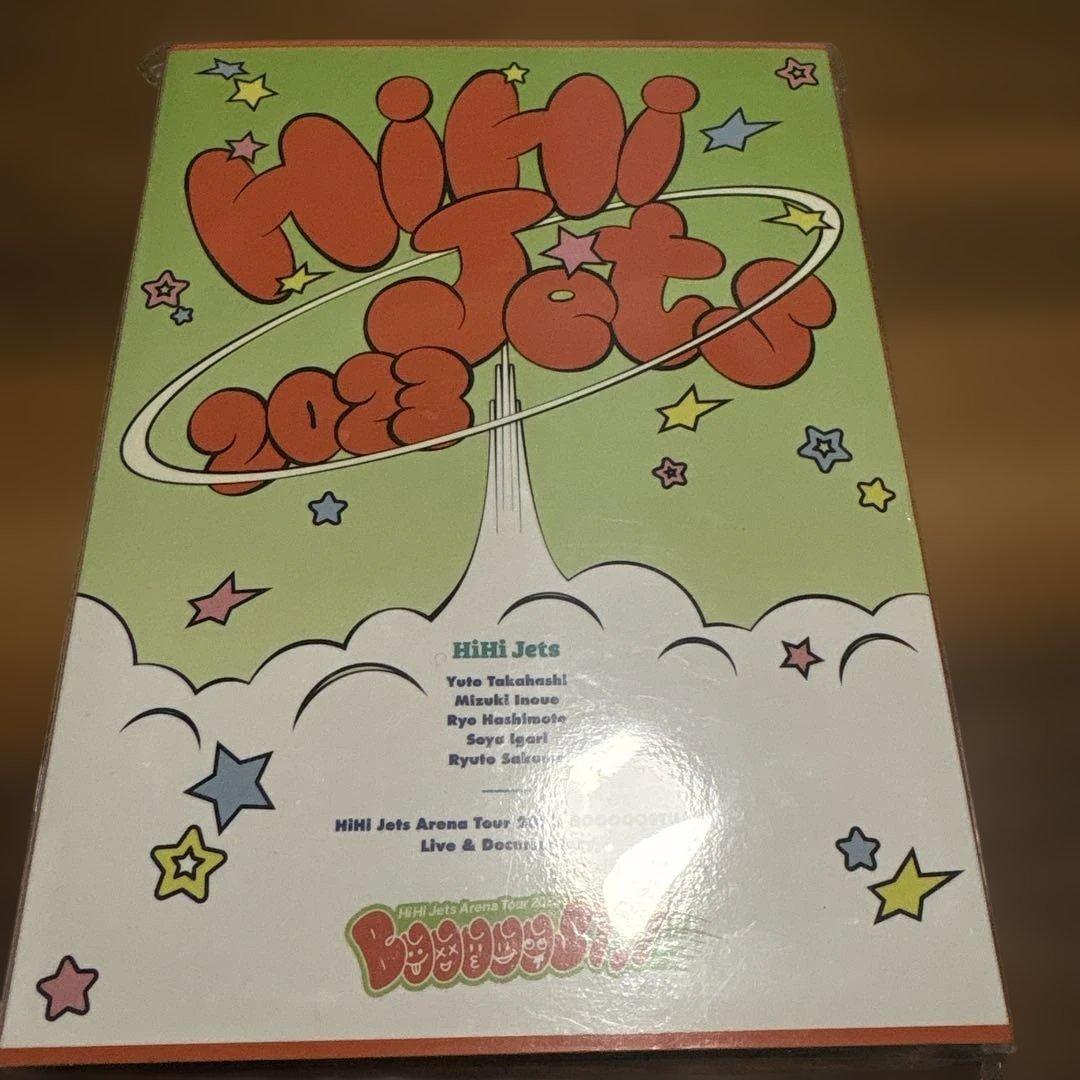 HiHi
Jets
2023
HiHi Jets
Yuto Takahashi
Mizuki Inoue
Ryo Hashimoto
Soya Igari
Ryuto
HiHi Jets Arena Tour
Live &
HiHi Jets Arena Tour